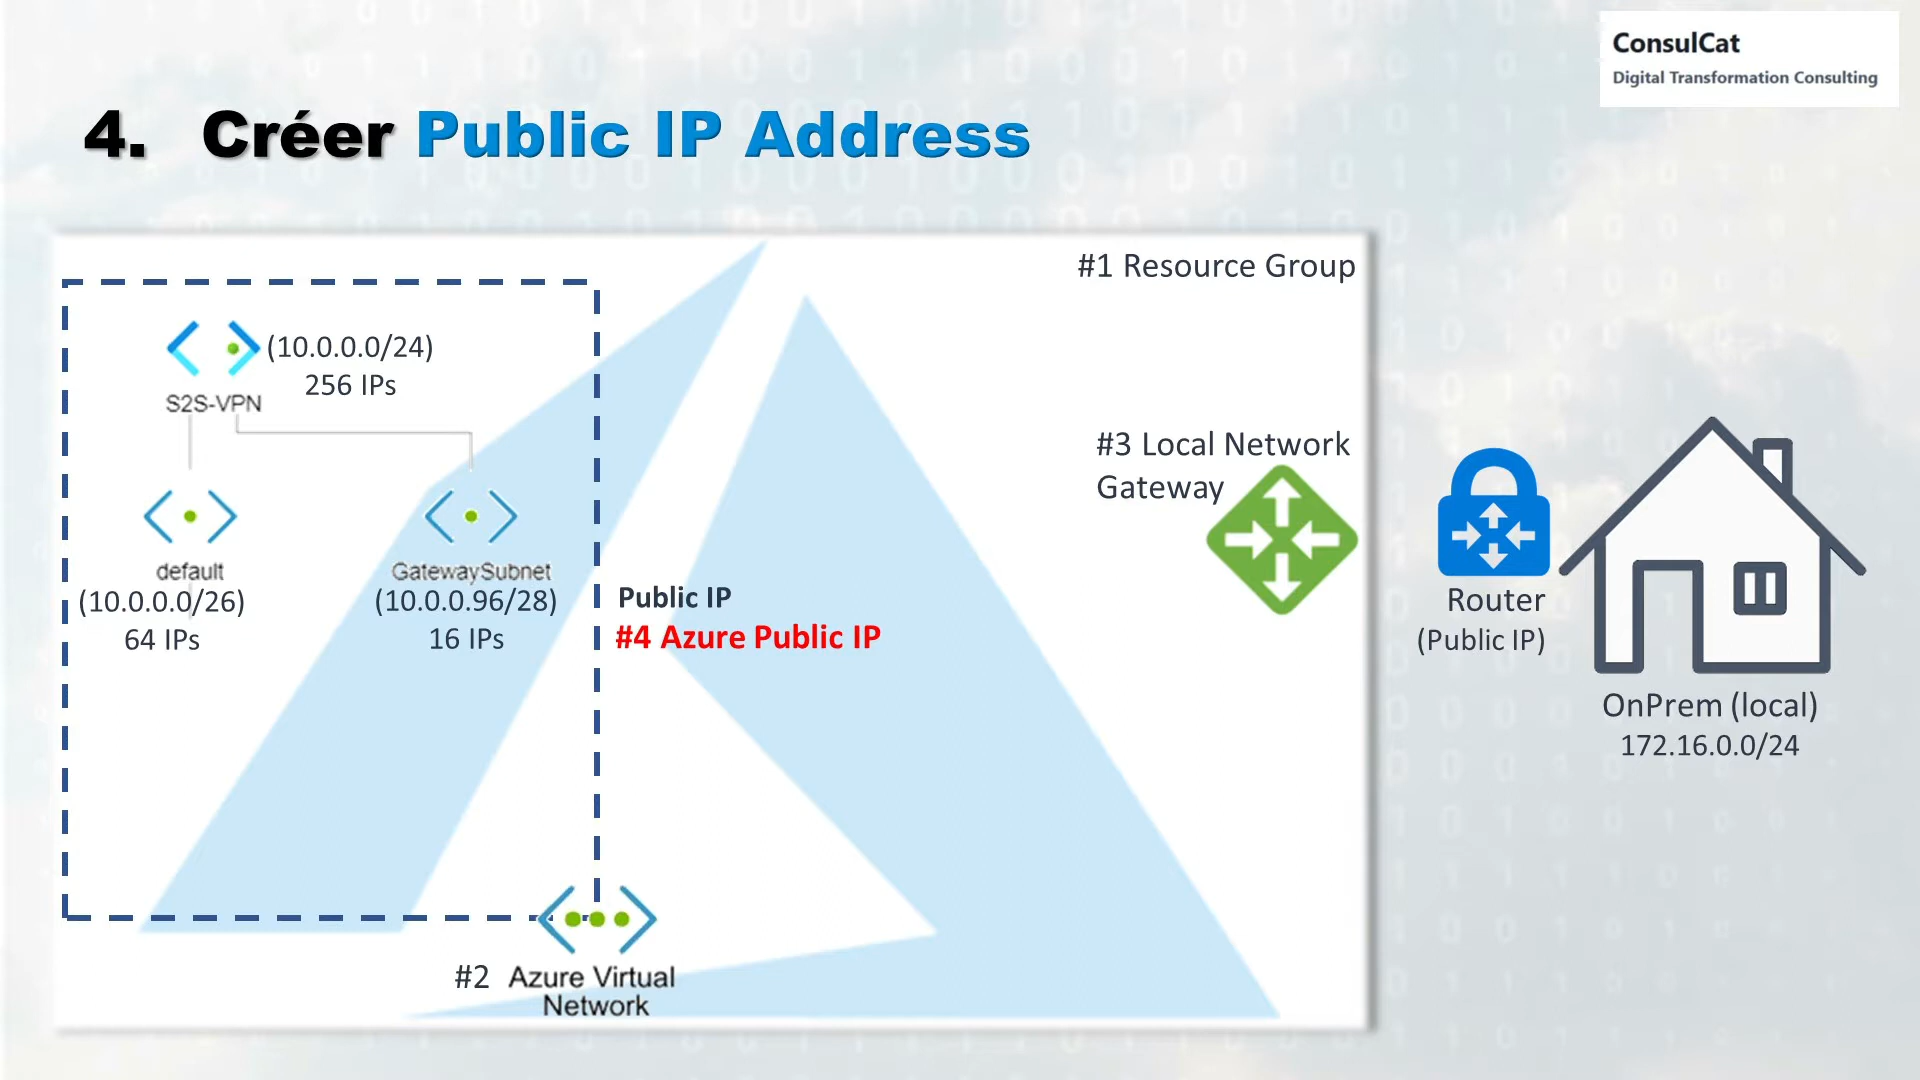 ConsulCat
Digital Transformation Consulting
4. Créer Public IP Address
#1 Resource Group
(10.0.0.0/24)
256 IPs
S2S-VPN
#3 Local Network
Gateway
default
(10.0.0.0/26)
64 IPs
GatewaySubnet
(10.0.0.96/28)
16 IPs
Public IP
#4 Azure Public IP
Router
(Public IP)
OnPrem (local)
172.16.0.0/24
#2 Azure Virtual
Network